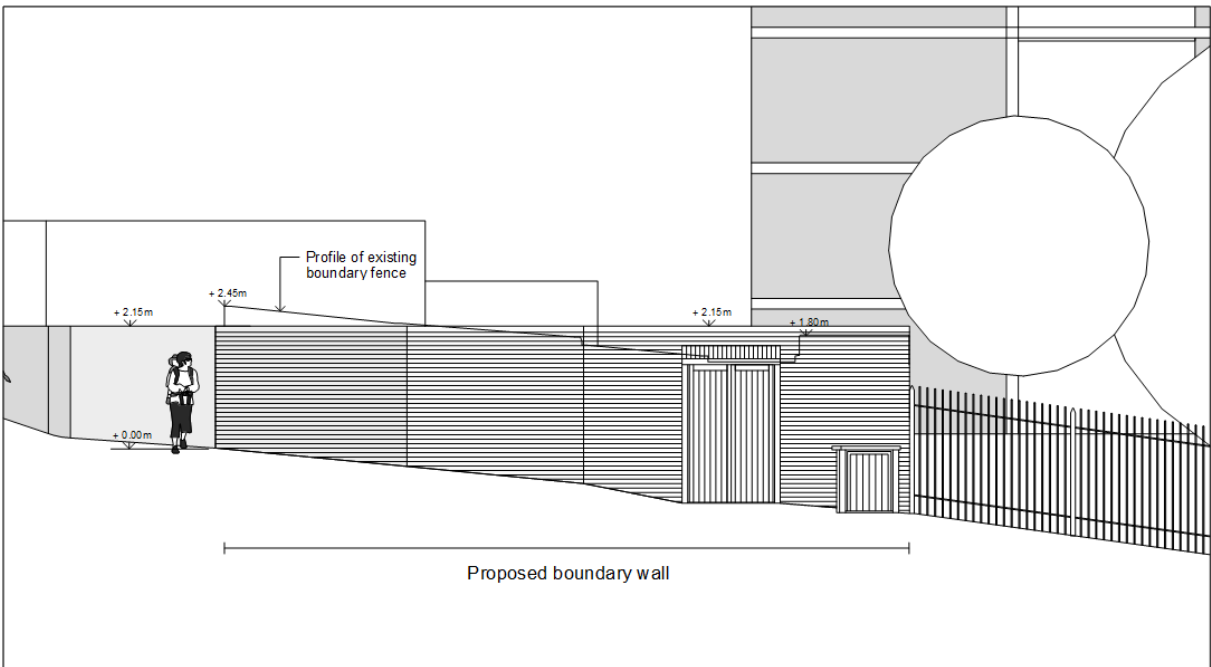 Profile of existing
boundary fence
+ 2.45m
+ 2.15m
+ 2.15m
+ 1.80m
+ 0.00m
Proposed boundary wall